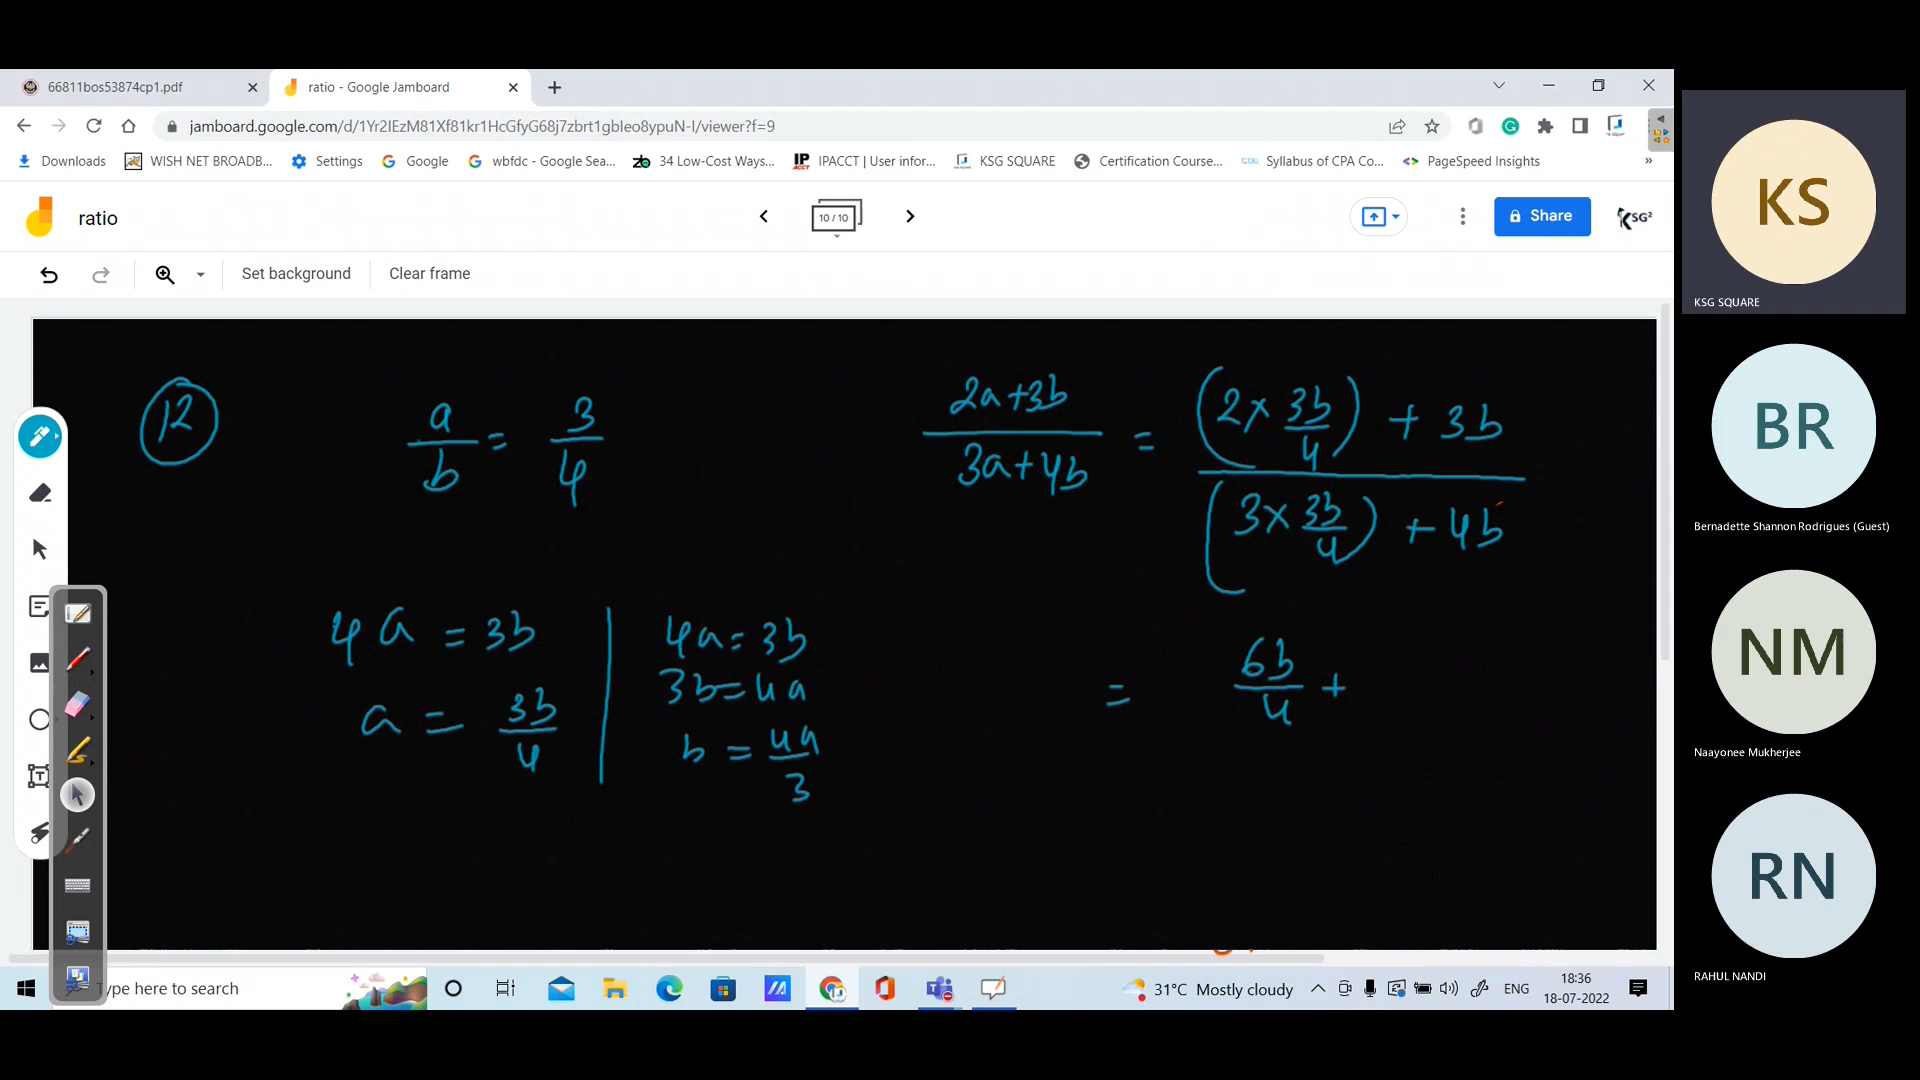 66811bos53874cp1.pdf
ratio - Google Jamboard
jamboard.google.com/d/1Yr2IEzM81Xf81kr1HcGfyG68j7zbrt1gbIeo8ypuN-I/viewer?f=9
Downloads WISH NET BROADB... Settings Google wbfdc - Google Sea... 34 Low-Cost Ways... IPACCT | User infor... KSG SQUARE Certification Course... Syllabus of CPA Co... PageSpeed Insights »
ratio
10 / 10
Share
KSG²
Set background Clear frame
12
a/b = 3/4
(2a+3b)/(3a+4b) = ((2 × 3b/4) + 3b)/((3 × 3b/4) + 4b)
4a = 3b
a = 3b/4
4a = 3b
3b = 4a
b = 4a/3
= 6b/4 +
KS
KSG SQUARE
BR
Bernadette Shannon Rodrigues (Guest)
NM
Naayonee Mukherjee
RN
RAHUL NANDI
Type here to search
31°C Mostly cloudy
ENG
18:36
18-07-2022